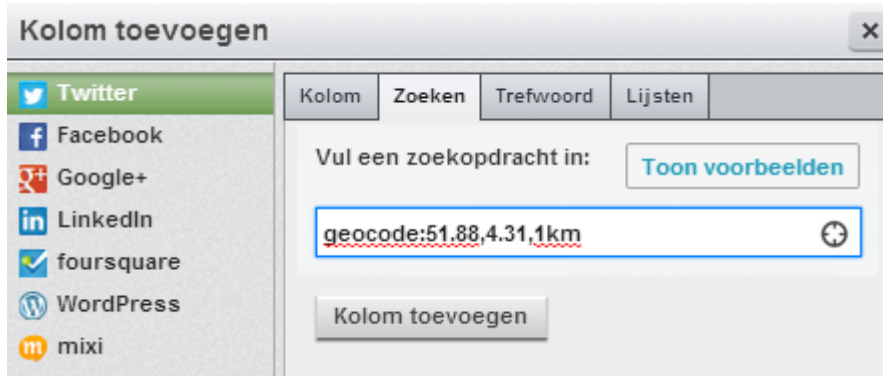 Kolom toevoegen
Twitter
Facebook
Google+
LinkedIn
foursquare
WordPress
mixi
Kolom Zoeken Trefwoord Lijsten
Vul een zoekopdracht in: Toon voorbeelden
geocode:51.88,4.31,1km
Kolom toevoegen